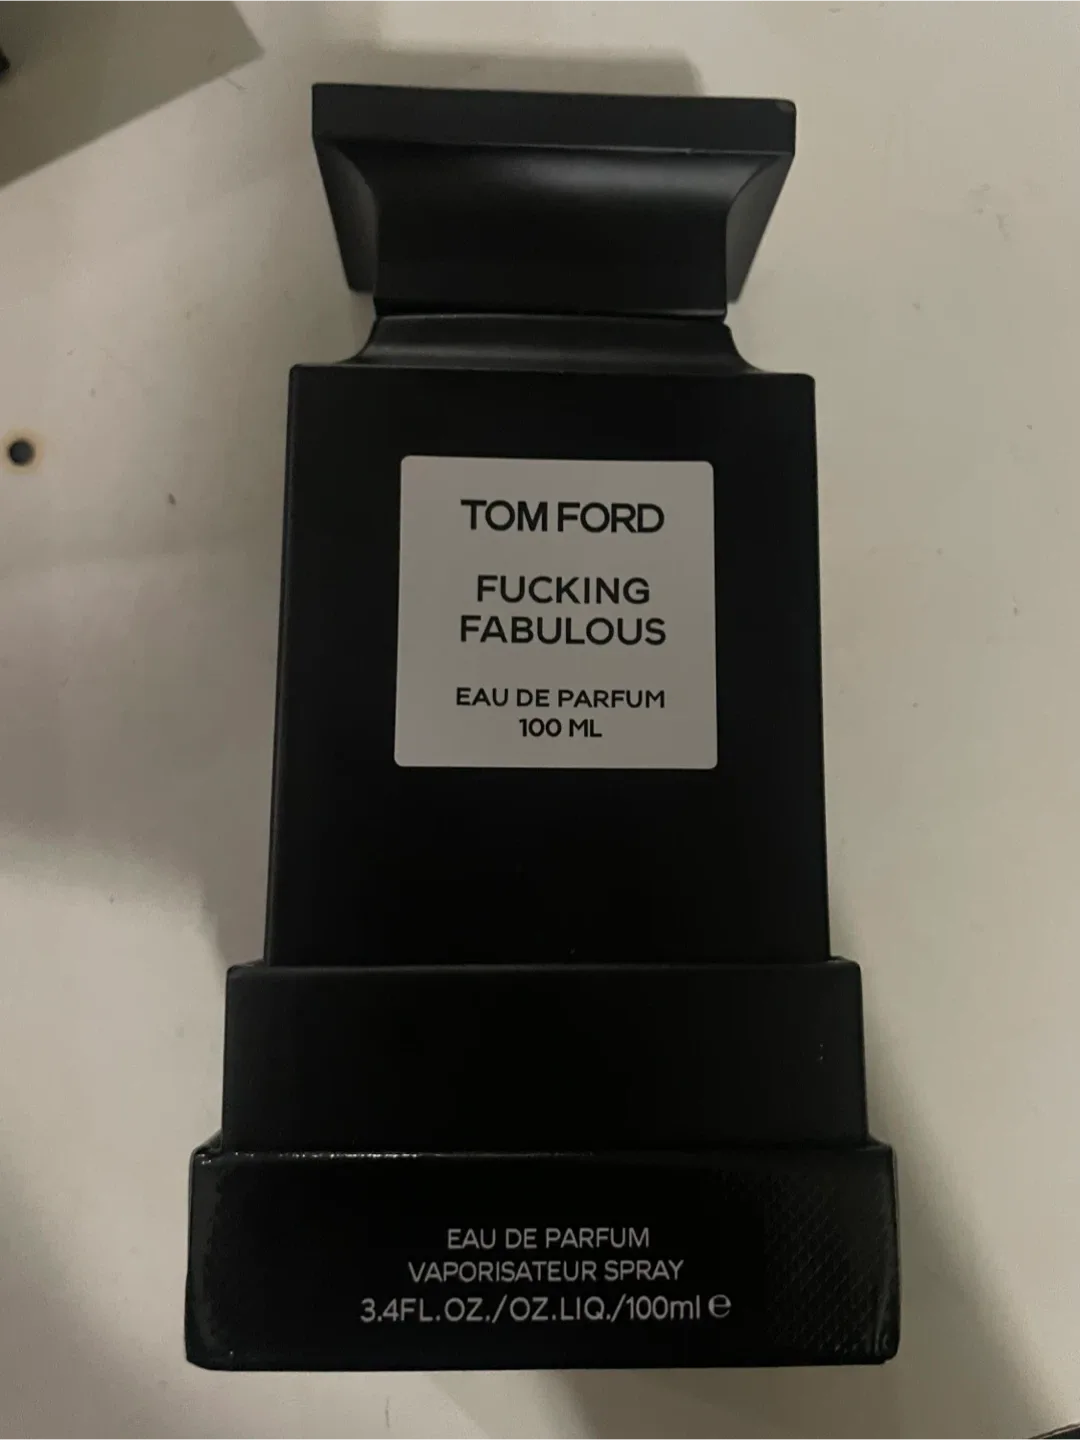 TOM FORD
FUCKING
FABULOUS
EAU DE PARFUM
100 ML
EAU DE PARFUM
VAPORISATEUR SPRAY
3.4FL.OZ./OZ.LIQ./100ml ℮